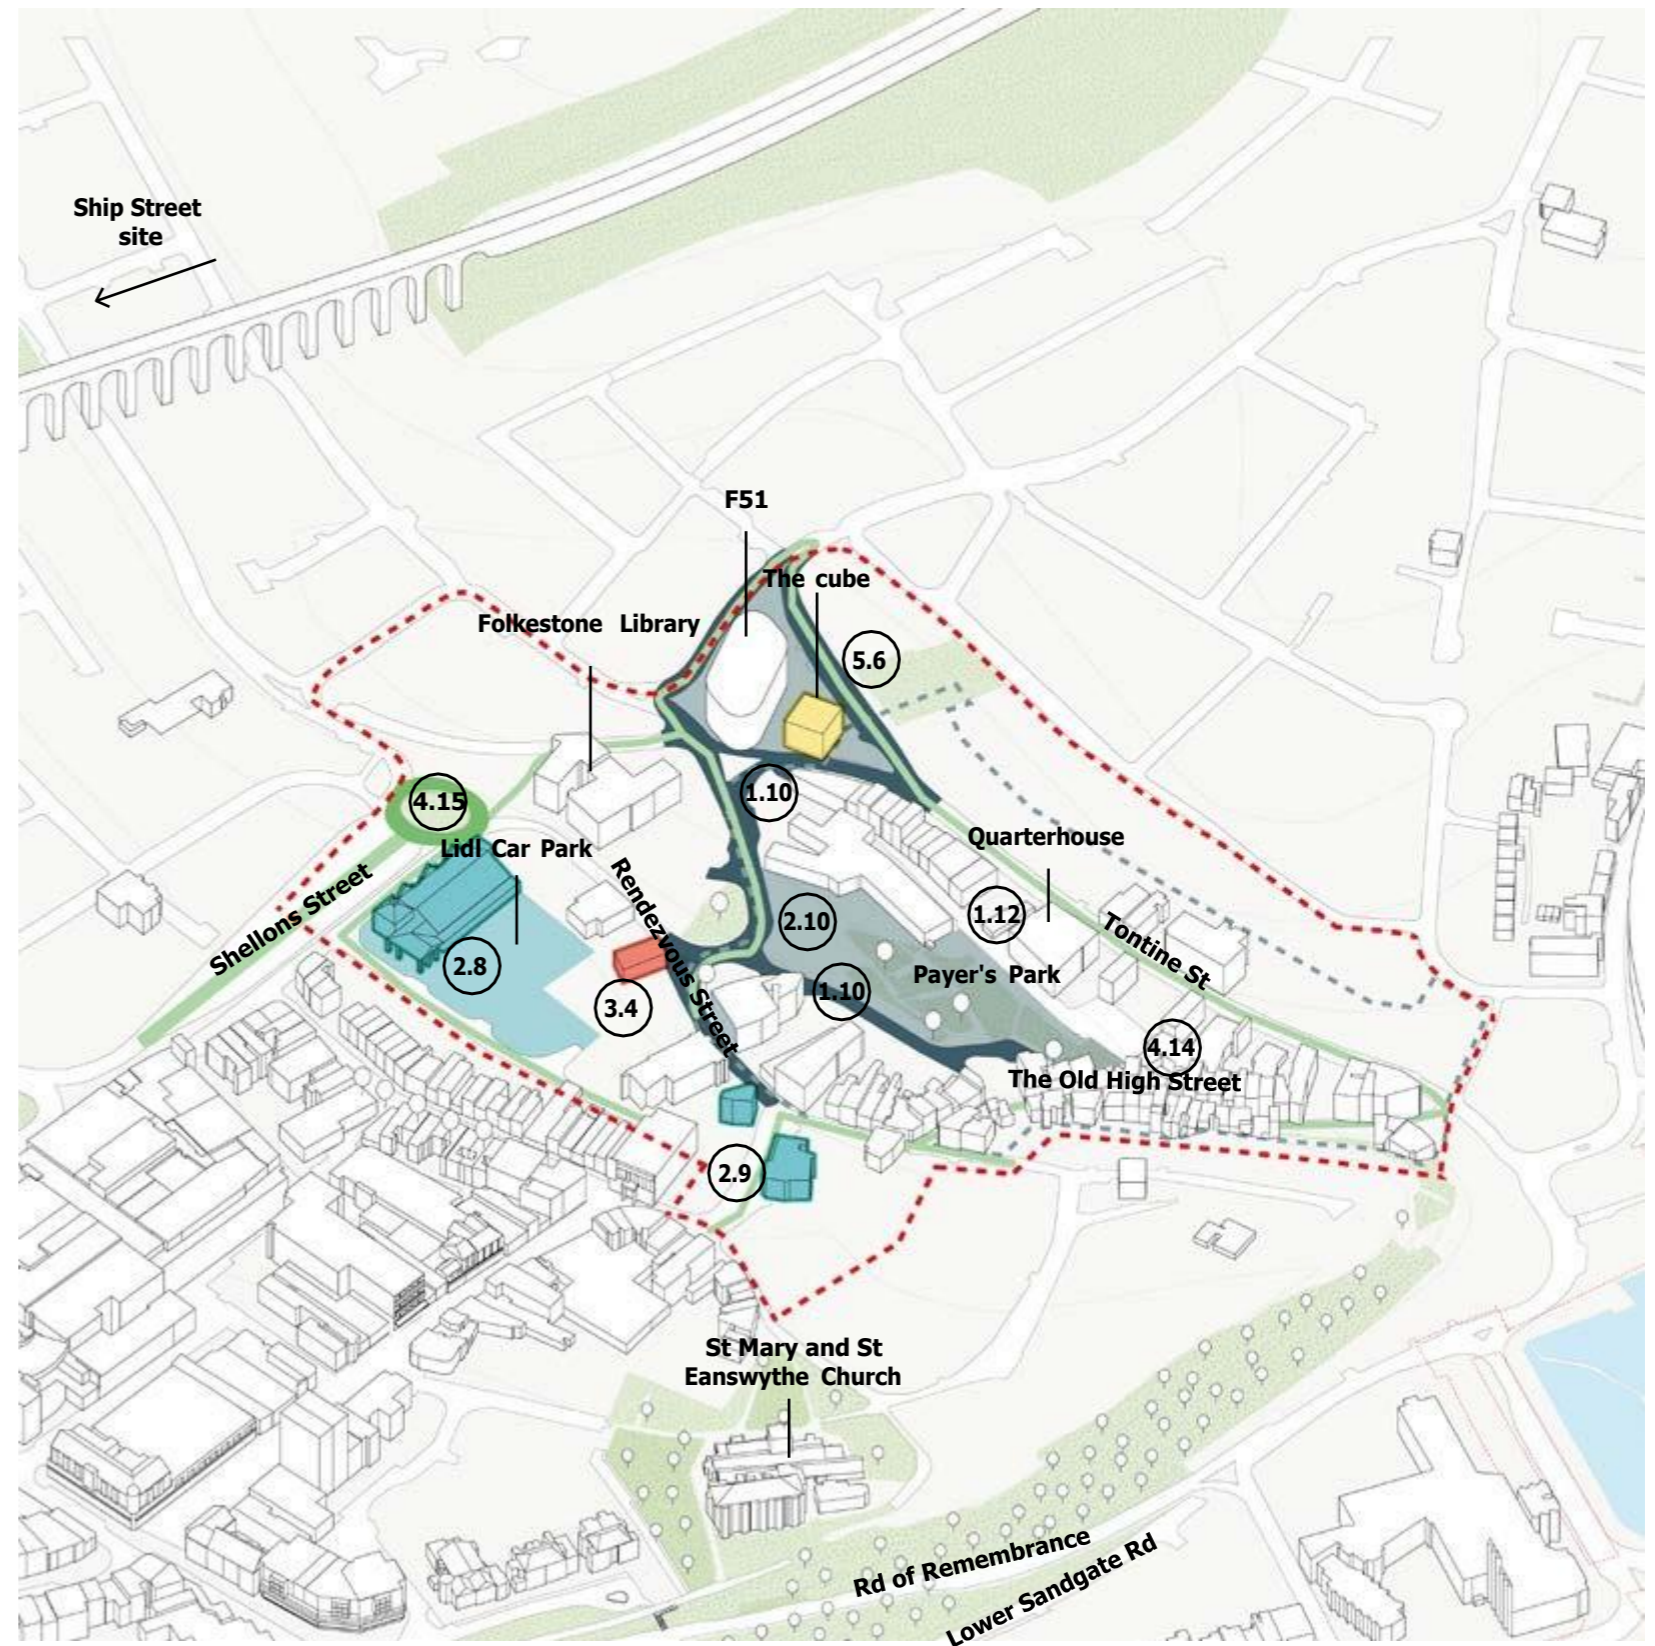 Ship Street
site
F51
The cube
Folkestone Library
5.6
4.15
1.10
Lidl Car Park
Quarterhouse
Shellons Street
Rendezvous Street
2.10
1.12
Tontine St
2.8
Payer's Park
3.4
1.10
4.14
The Old High Street
2.9
St Mary and St
Eanswythe Church
Rd of Remembrance
Lower Sandgate Rd